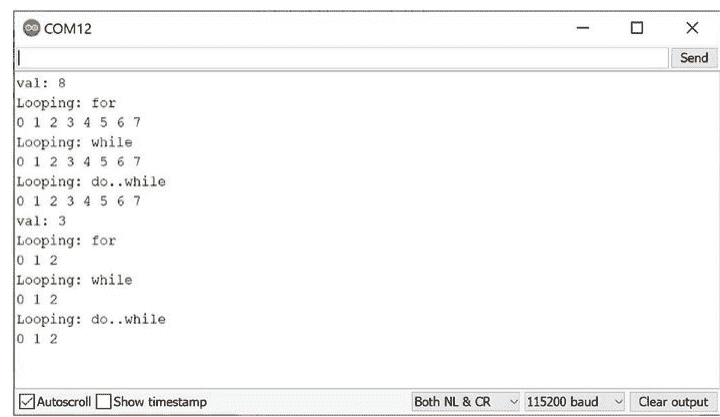 COM12
Send
val: 8
Looping: for
0 1 2 3 4 5 6 7
Looping: while
0 1 2 3 4 5 6 7
Looping: do..while
0 1 2 3 4 5 6 7
val: 3
Looping: for
0 1 2
Looping: while
0 1 2
Looping: do..while
0 1 2
Autoscroll Show timestamp Both NL & CR 115200 baud Clear output